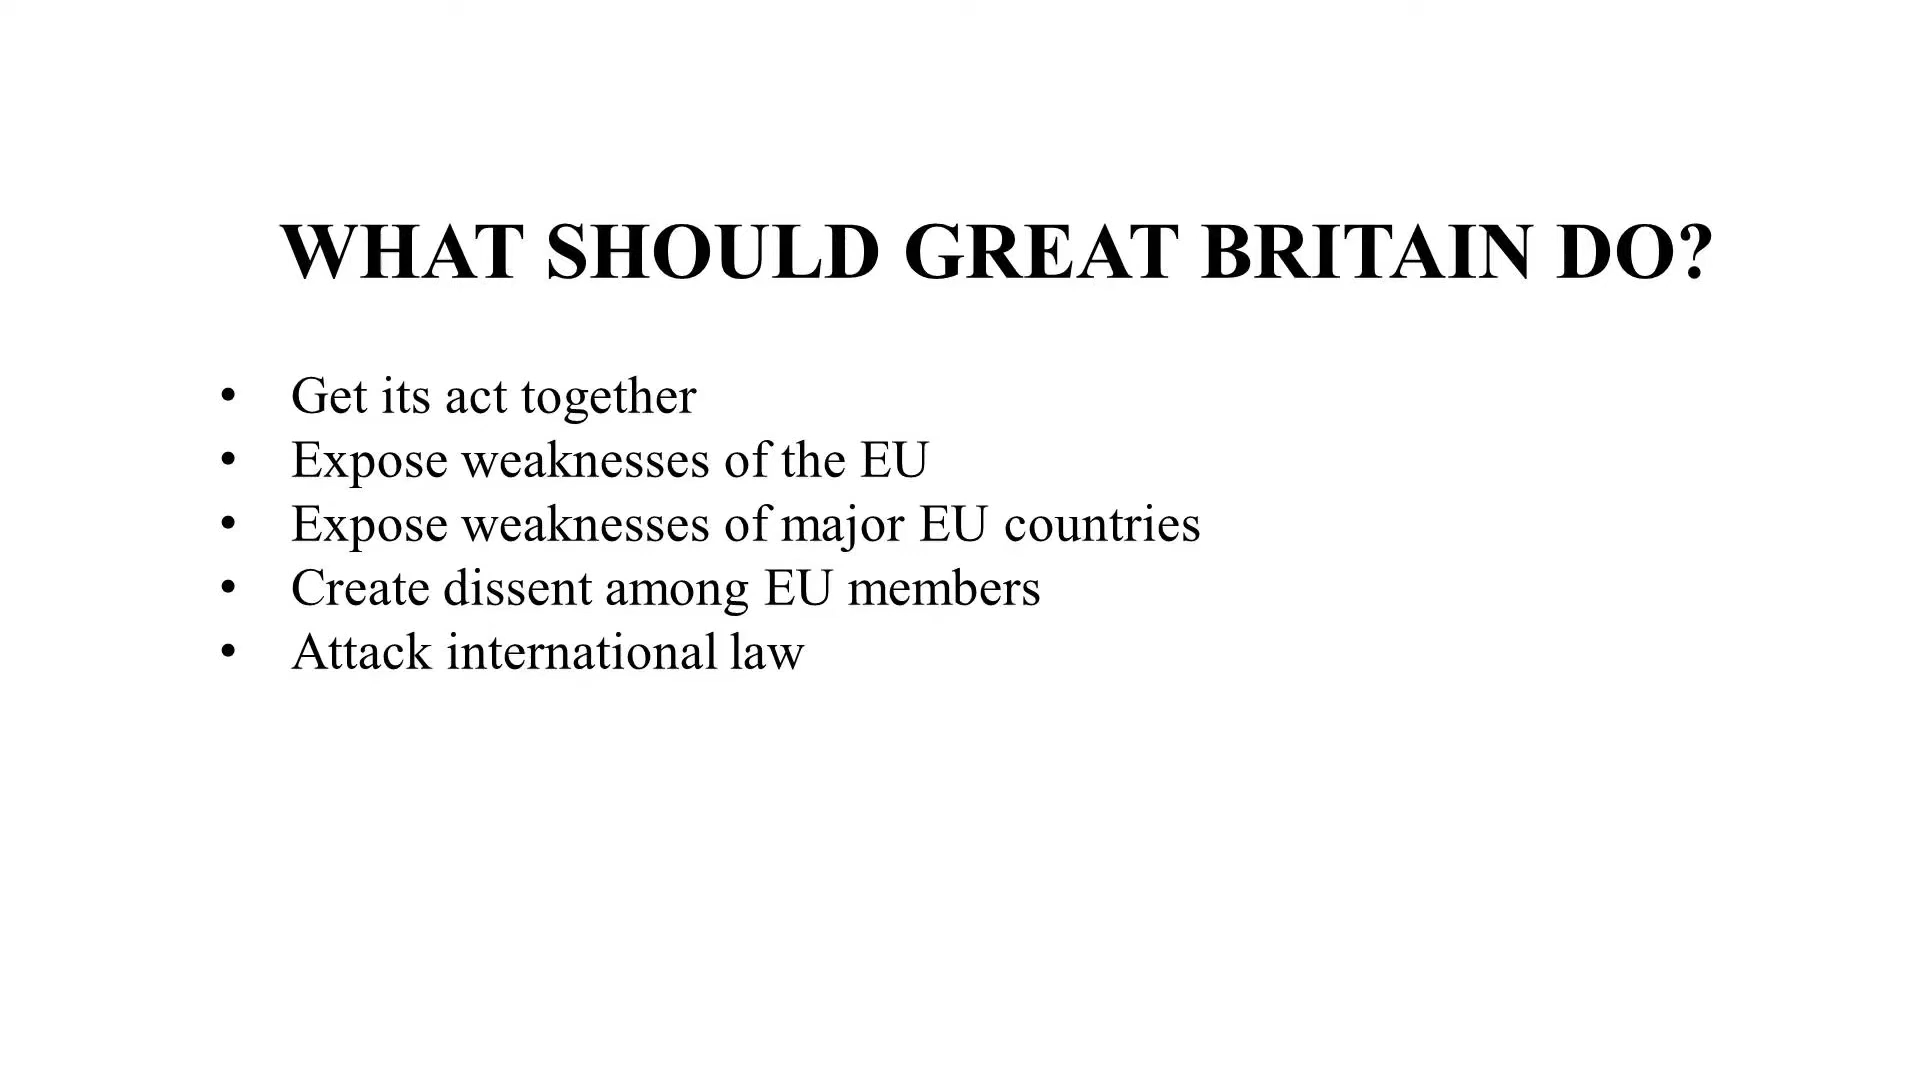 WHAT SHOULD GREAT BRITAIN DO?
• Get its act together
• Expose weaknesses of the EU
• Expose weaknesses of major EU countries
• Create dissent among EU members
• Attack international law